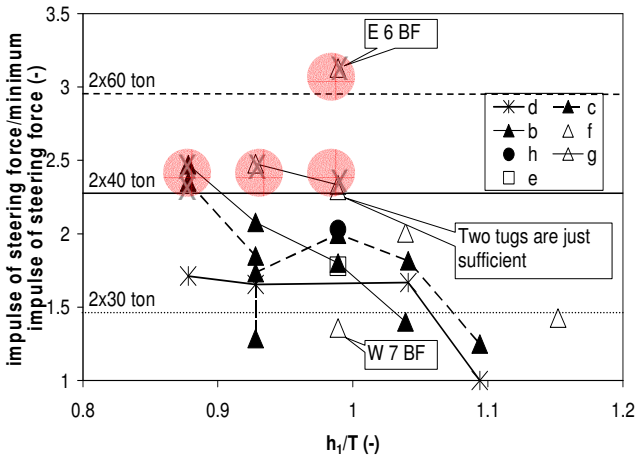 3.5
3
2.5
2
1.5
1
impulse of steering force/minimum
impulse of steering force (-)
E 6 BF
2x60 ton
d c
b f
h g
e
2x40 ton
Two tugs are just
sufficient
2x30 ton
W 7 BF
0.8 0.9 1 1.1 1.2
h₁/T (-)